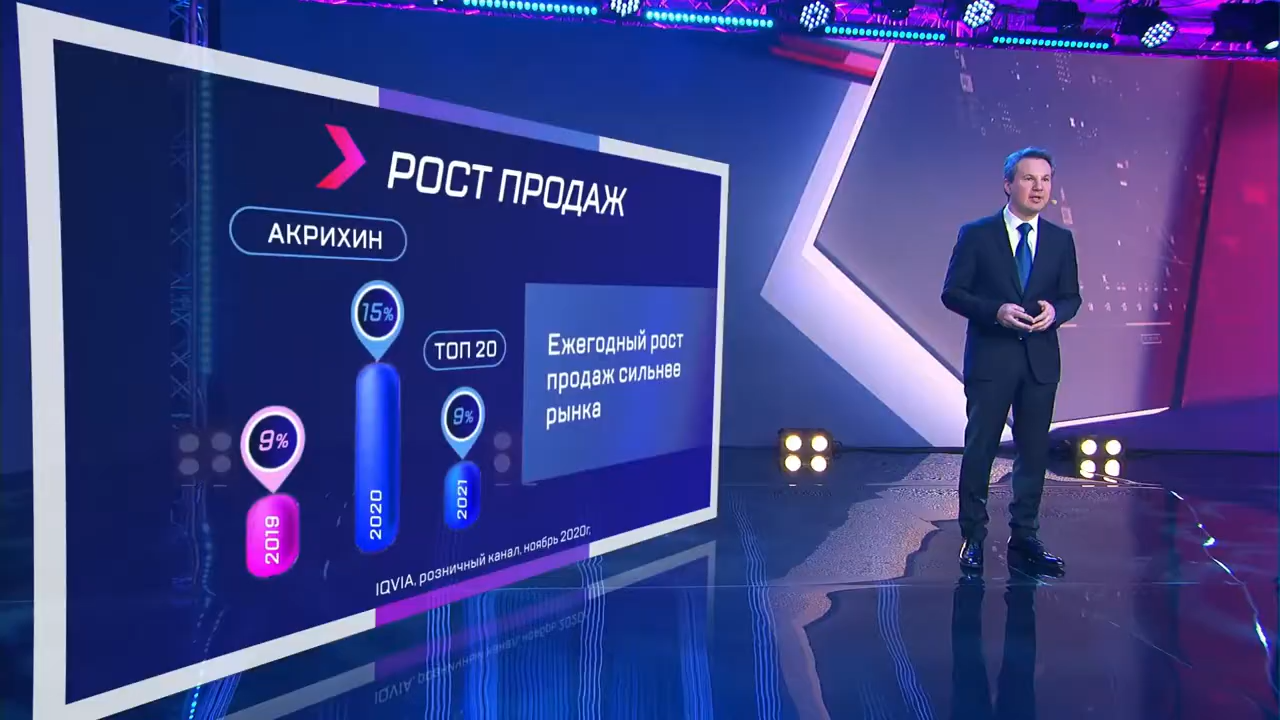 РОСТ ПРОДАЖ
АКРИХИН
15%
ТОП 20
9%
9%
2019
2020
2021
Ежегодный рост
продаж сильнее
рынка
IQVIA, розничный канал, ноябрь 2020г.